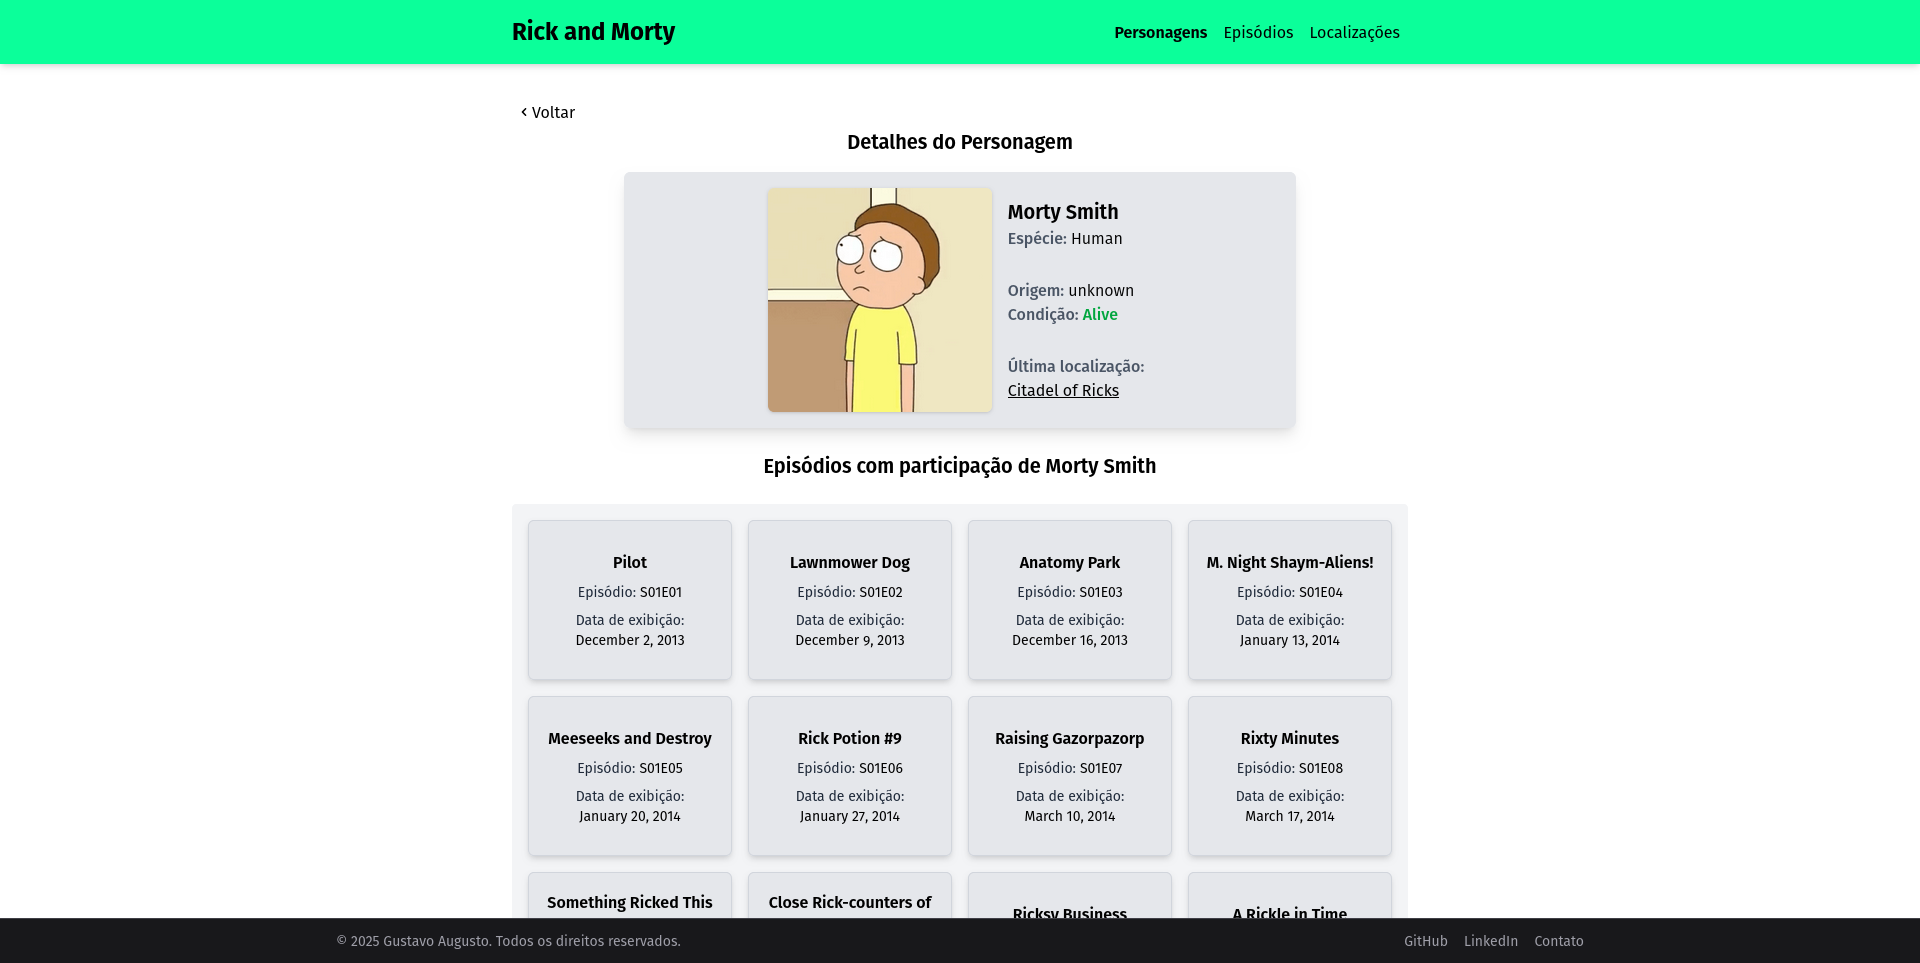 Rick and Morty
Personagens Episódios Localizações
‹ Voltar
Detalhes do Personagem
Morty Smith
Espécie: Human
Origem: unknown
Condição: Alive
Última localização:
Citadel of Ricks
Episódios com participação de Morty Smith
Pilot
Episódio: S01E01
Data de exibição:
December 2, 2013
Lawnmower Dog
Episódio: S01E02
Data de exibição:
December 9, 2013
Anatomy Park
Episódio: S01E03
Data de exibição:
December 16, 2013
M. Night Shaym-Aliens!
Episódio: S01E04
Data de exibição:
January 13, 2014
Meeseeks and Destroy
Episódio: S01E05
Data de exibição:
January 20, 2014
Rick Potion #9
Episódio: S01E06
Data de exibição:
January 27, 2014
Raising Gazorpazorp
Episódio: S01E07
Data de exibição:
March 10, 2014
Rixty Minutes
Episódio: S01E08
Data de exibição:
March 17, 2014
Something Ricked This
Close Rick-counters of
Ricksy Business
A Rickle in Time
© 2025 Gustavo Augusto. Todos os direitos reservados.
GitHub LinkedIn Contato